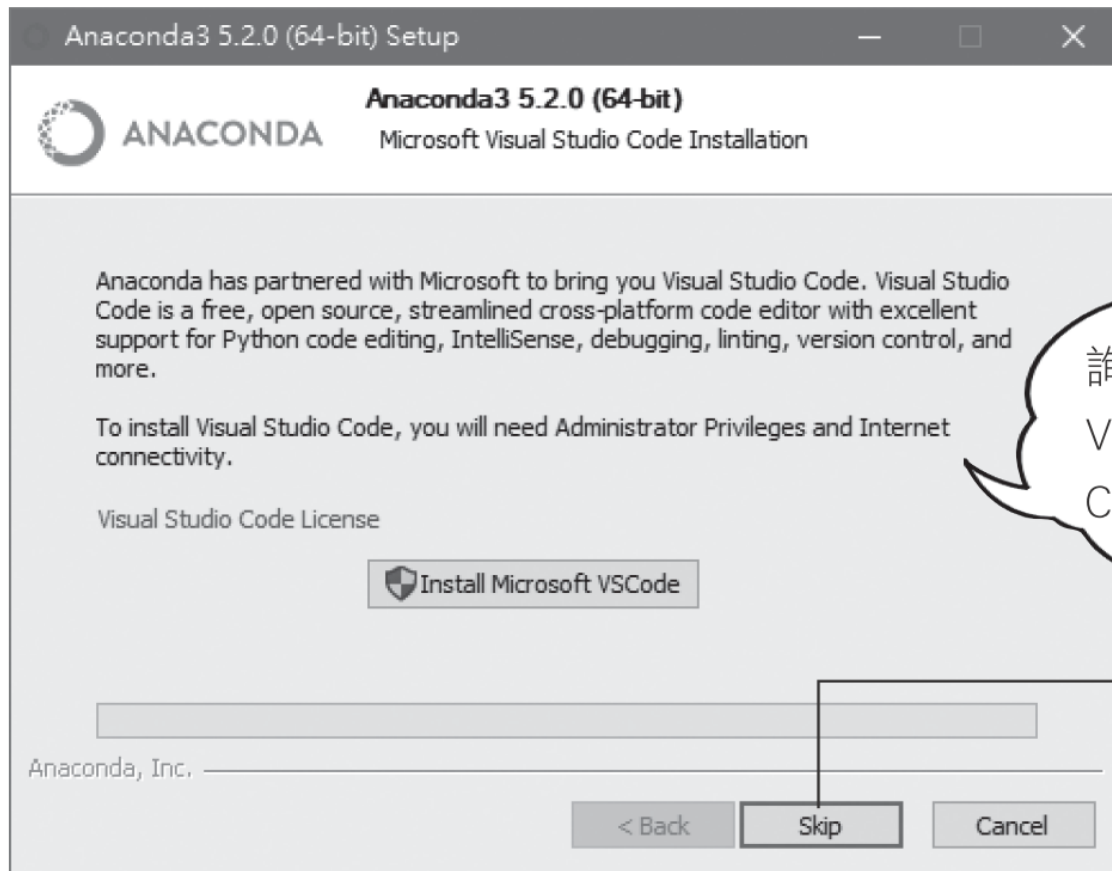 Anaconda3 5.2.0 (64-bit) Setup
ANACONDA
Anaconda3 5.2.0 (64-bit)
Microsoft Visual Studio Code Installation
Anaconda has partnered with Microsoft to bring you Visual Studio Code. Visual Studio
Code is a free, open source, streamlined cross-platform code editor with excellent
support for Python code editing, IntelliSense, debugging, linting, version control, and
more.
To install Visual Studio Code, you will need Administrator Privileges and Internet
connectivity.
Visual Studio Code License
Install Microsoft VSCode
Anaconda, Inc.
< Back
Skip
Cancel